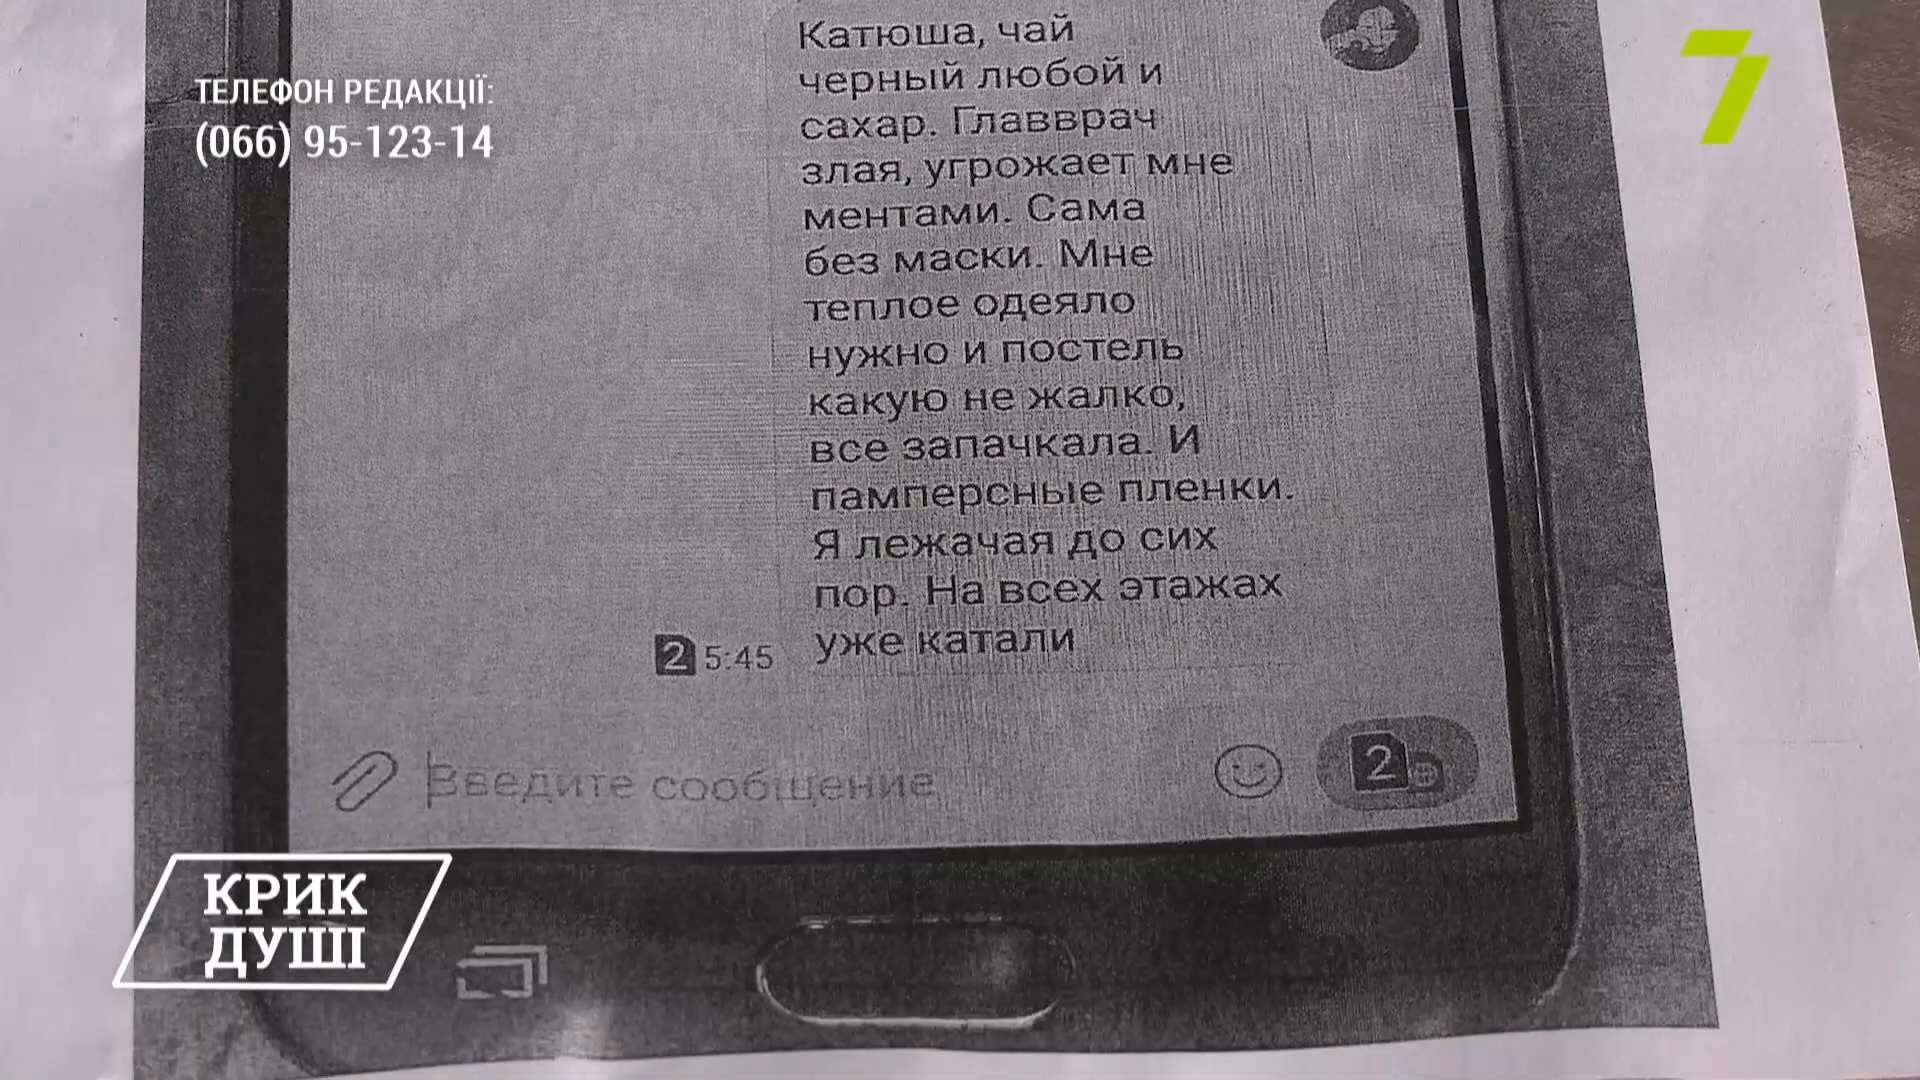 ТЕЛЕФОН РЕДАКЦІЇ:
(066) 95-123-14
7
Катюша, чай
черный любой и
сахар. Главврач
злая, угрожает мне
ментами. Сама
без маски. Мне
теплое одеяло
нужно и постель
какую не жалко,
все запачкала. И
памперсные пленки.
Я лежачая до сих
пор. На всех этажах
уже катали
2 5:45
Введите сообщение
2
КРИК
ДУШІ